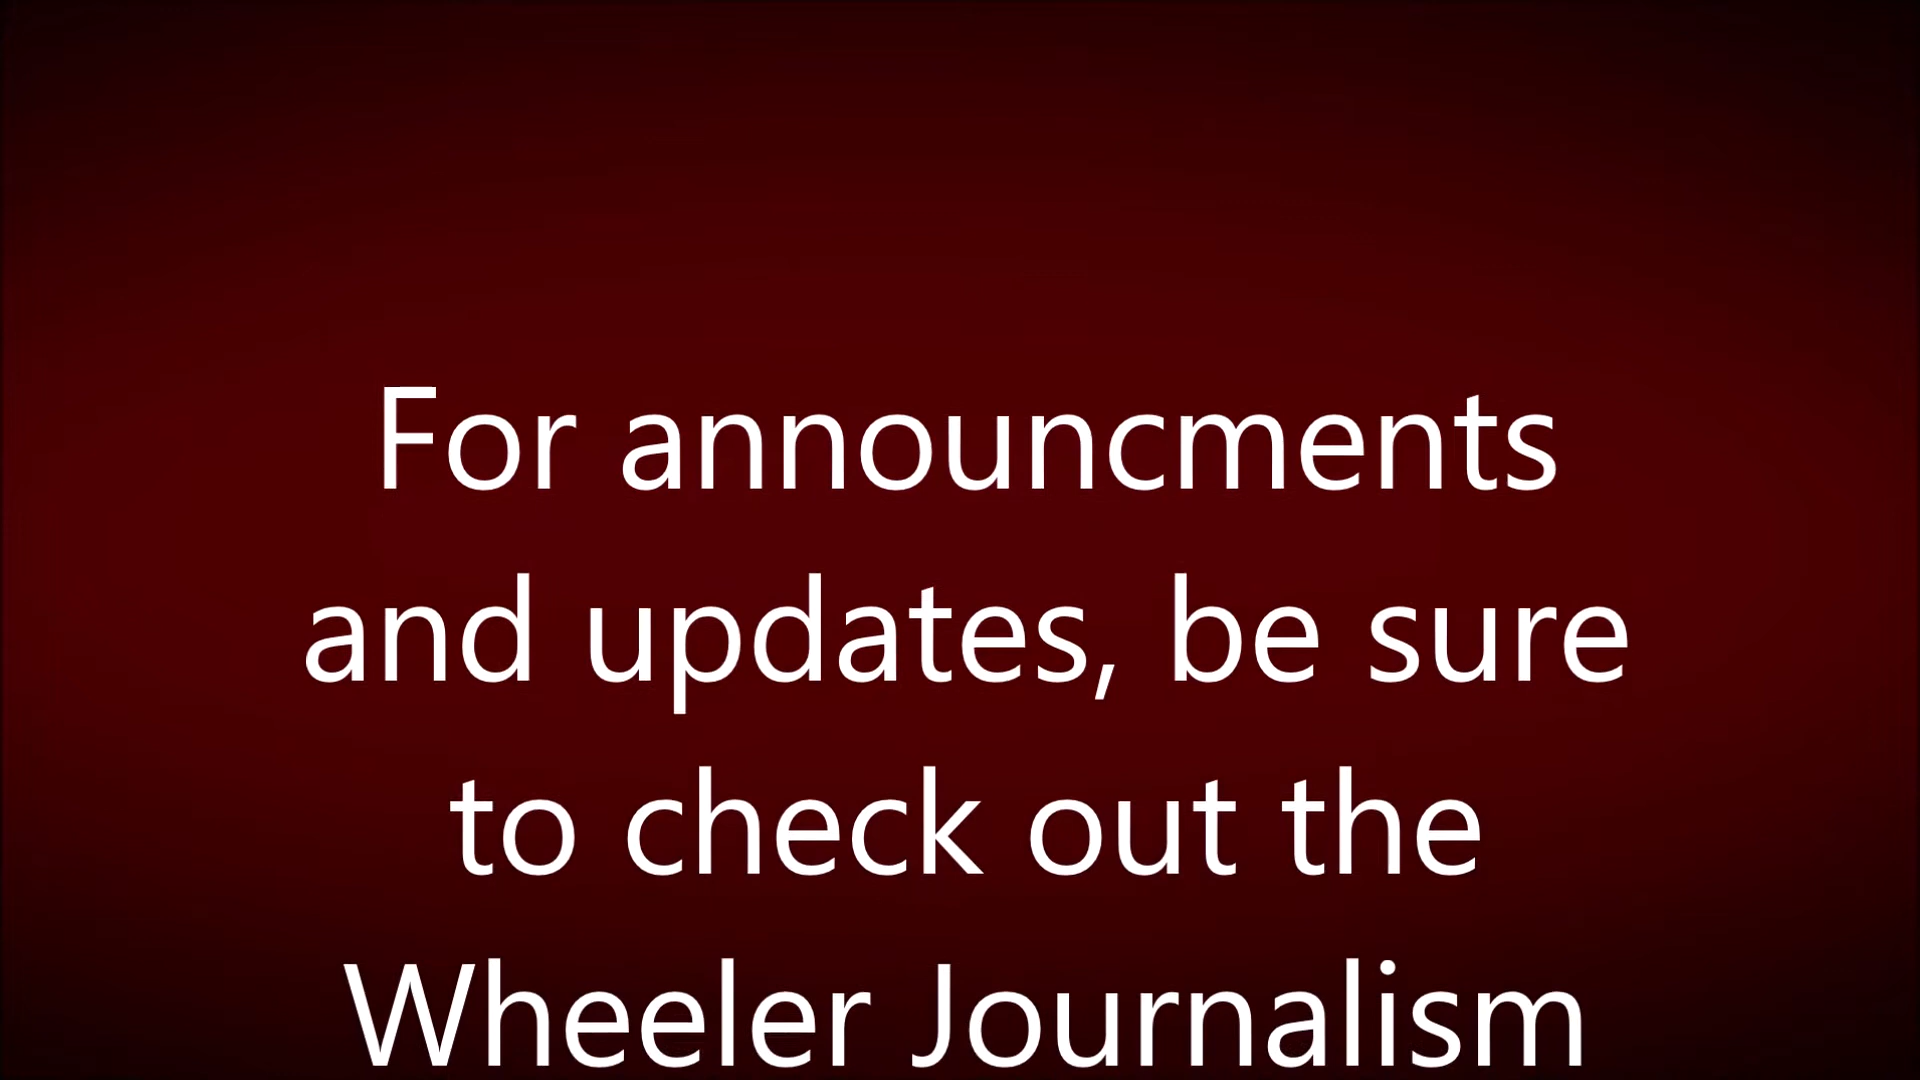 For announcments
and updates, be sure
to check out the
Wheeler Journalism